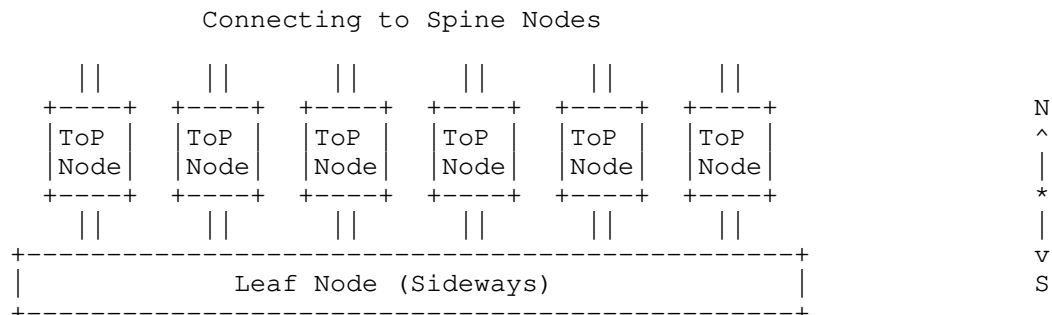 Connecting to Spine Nodes
|| || || || || ||
+----+ +----+ +----+ +----+ +----+ +----+ N
|ToP | |ToP | |ToP | |ToP | |ToP | |ToP | ^
|Node| |Node| |Node| |Node| |Node| |Node| |
+----+ +----+ +----+ +----+ +----+ +----+ *
|| || || || || || |
+------------------------------------------------+ v
| Leaf Node (Sideways) | S
+------------------------------------------------+